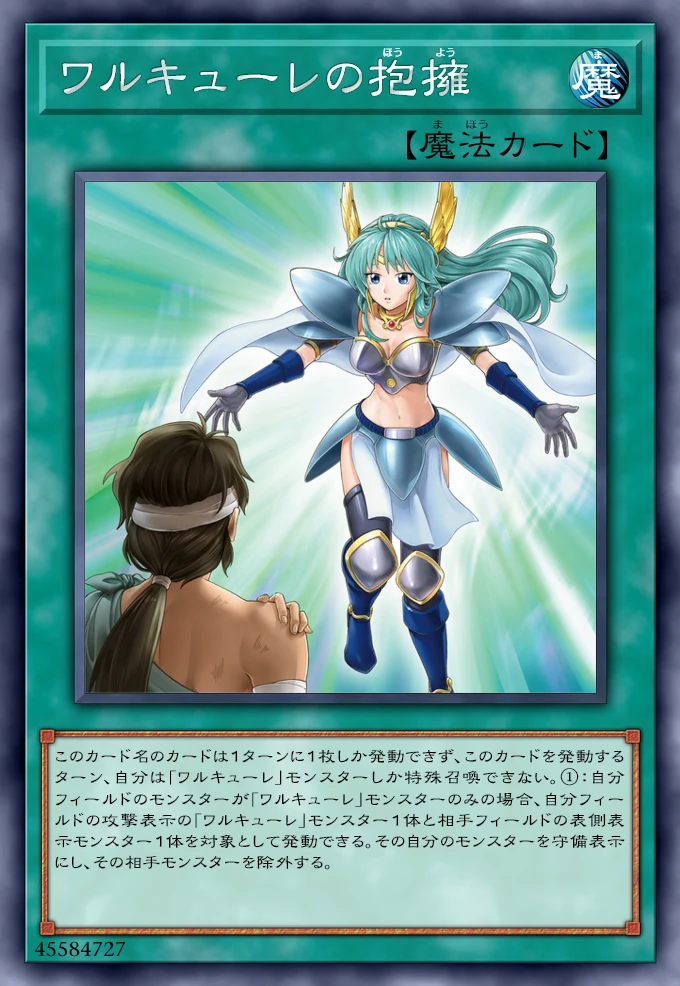 ワルキューレの抱擁
ほう よう
魔
ま
【魔法カード】
ま ほう
このカード名のカードは１ターンに１枚しか発動できず、このカードを発動する
ターン、自分は「ワルキューレ」モンスターしか特殊召喚できない。①：自分
フィールドのモンスターが「ワルキューレ」モンスターのみの場合、自分フィー
ルドの攻撃表示の「ワルキューレ」モンスター１体と相手フィールドの表側表
示モンスター１体を対象として発動できる。その自分のモンスターを守備表示
にし、その相手モンスターを除外する。
45584727